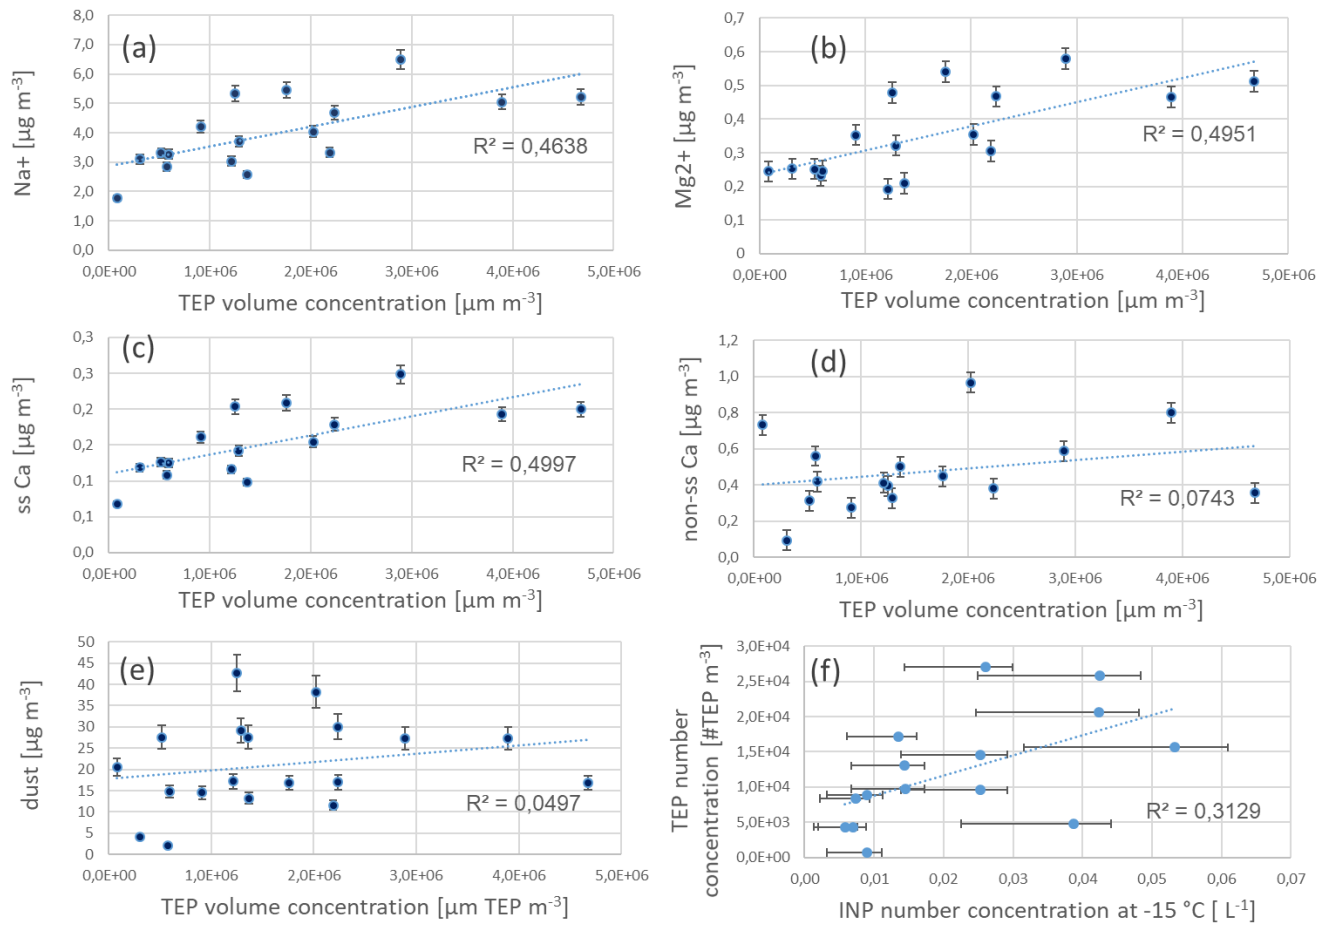 (a)
8,0
7,0
6,0
5,0
4,0
3,0
2,0
1,0
0,0
Na+ [µg m-3]
R² = 0,4638
0,0E+00 1,0E+06 2,0E+06 3,0E+06 4,0E+06 5,0E+06
TEP volume concentration [µm m-3]
(b)
0,7
0,6
0,5
0,4
0,3
0,2
0,1
0
Mg2+ [µg m-3]
R² = 0,4951
0,0E+00 1,0E+06 2,0E+06 3,0E+06 4,0E+06 5,0E+06
TEP volume concentration [µm m-3]
(c)
0,3
0,3
0,2
0,2
0,1
0,1
0,0
ss Ca [µg m-3]
R² = 0,4997
0,0E+00 1,0E+06 2,0E+06 3,0E+06 4,0E+06 5,0E+06
TEP volume concentration [µm m-3]
(d)
1,2
1,0
0,8
0,6
0,4
0,2
0,0
non-ss Ca [µg m-3]
R² = 0,0743
0,0E+00 1,0E+06 2,0E+06 3,0E+06 4,0E+06 5,0E+06
TEP volume concentration [µm m-3]
(e)
50
45
40
35
30
25
20
15
10
5
0
dust [µg m-3]
R² = 0,0497
0,0E+00 1,0E+06 2,0E+06 3,0E+06 4,0E+06 5,0E+06
TEP volume concentration [µm TEP m-3]
(f)
3,0E+04
2,5E+04
2,0E+04
1,5E+04
1,0E+04
5,0E+03
0,0E+00
TEP number
concentration [#TEP m-3]
R² = 0,3129
0,00 0,01 0,02 0,03 0,04 0,05 0,06 0,07
INP number concentration at -15 °C [ L-1]